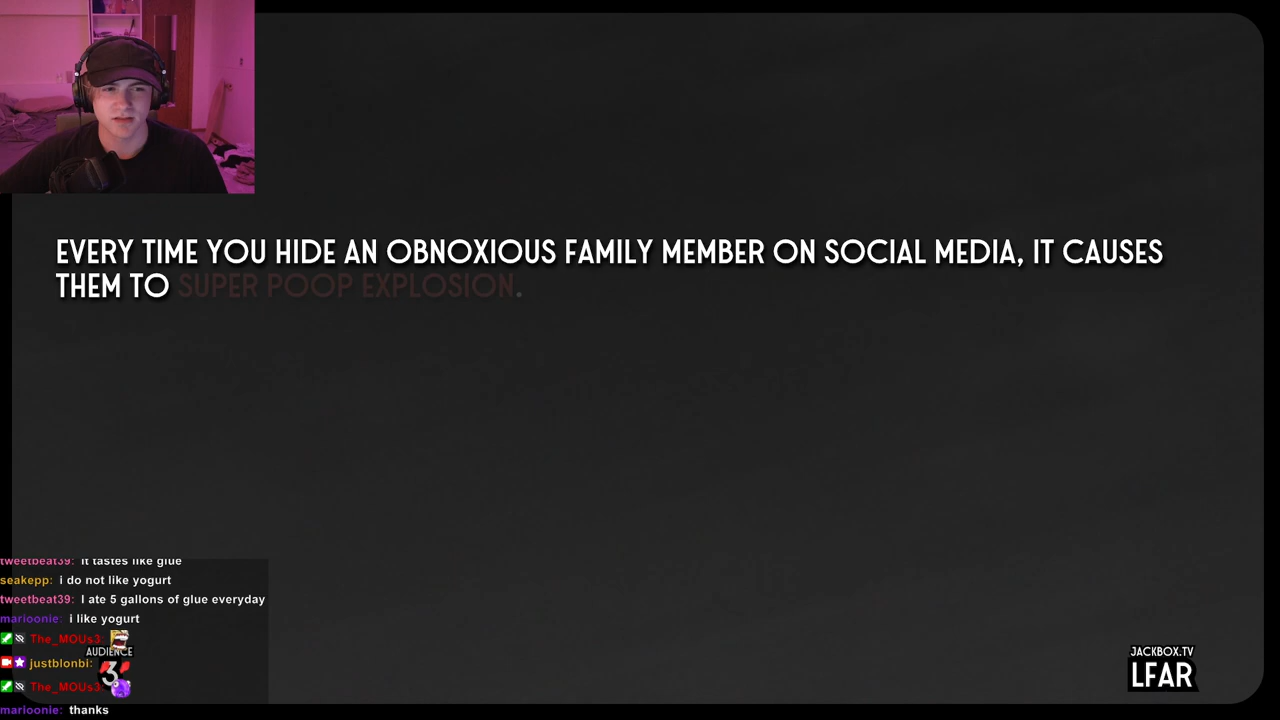 EVERY TIME YOU HIDE AN OBNOXIOUS FAMILY MEMBER ON SOCIAL MEDIA, IT CAUSES
THEM TO SUPER POOP EXPLOSION.
tweetbeat39: it tastes like glue
seakepp: i do not like yogurt
tweetbeat39: I ate 5 gallons of glue everyday
marioonie: i like yogurt
The_MOUs3:
AUDIENCE
justblonbi:
3
The_MOUs3:
marioonie: thanks
JACKBOX.TV
LFAR